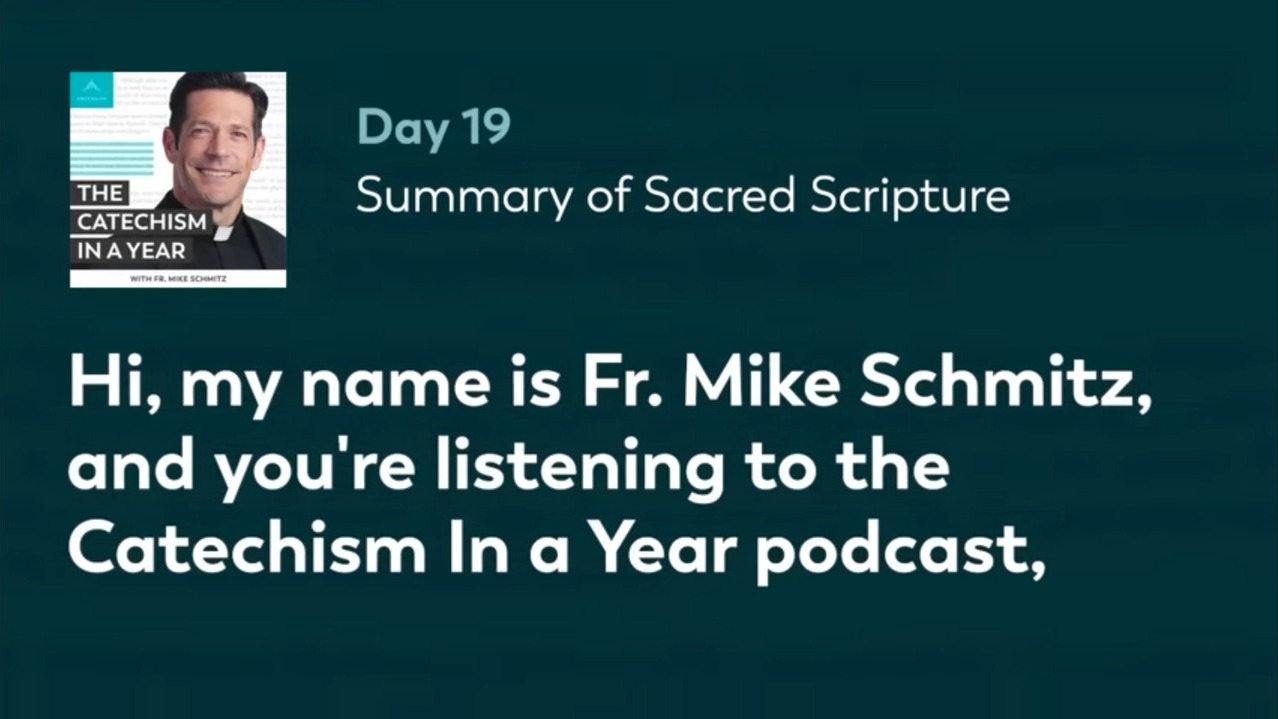 Day 19
Summary of Sacred Scripture
THE
CATECHISM
IN A YEAR
WITH FR. MIKE SCHMITZ
Hi, my name is Fr. Mike Schmitz,
and you're listening to the
Catechism In a Year podcast,